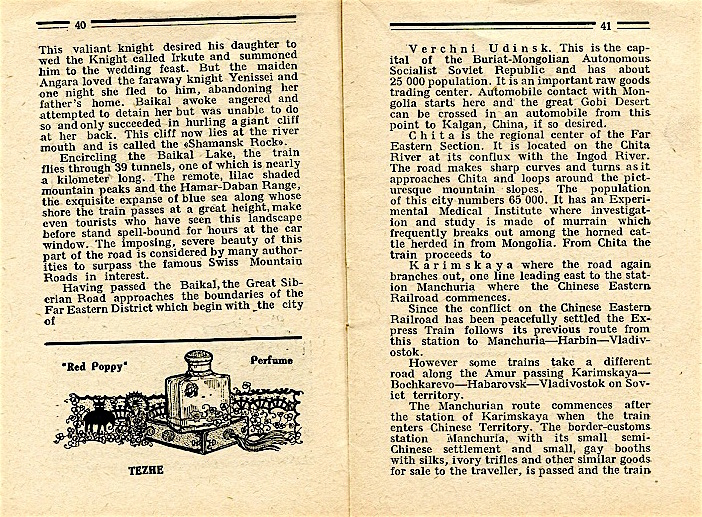 40
This valiant knight desired his daughter to
wed the Knight called Irkute and summoned
him to the wedding feast. But the maiden
Angara loved the faraway knight Yenissei and
one night she fled to him, abandoning her
father's home. Baikal awoke angered and
attempted to detain her but was unable to do
so and only succeeded in hurling a giant cliff
at her back. This cliff now lies at the river
mouth and is called the «Shamansk Rock».
Encircling the Baikal Lake, the train
flies through 39 tunnels, one of which is nearly
a kilometer long. The remote, lilac shaded
mountain peaks and the Hamar-Daban Range,
the exquisite expanse of blue sea along whose
shore the train passes at a great height, make
even tourists who have seen this landscape
before stand spell-bound for hours at the car
window. The imposing, severe beauty of this
part of the road is considered by many author-
ities to surpass the famous Swiss Mountain
Roads in interest.
Having passed the Baikal, the Great Sib-
erian Road approaches the boundaries of the
Far Eastern District which begin with the city
of
"Red Poppy"
Perfume
TEZHE
41
Verchni Udinsk. This is the cap-
ital of the Buriat-Mongolian Autonomous
Socialist Soviet Republic and has about
25 000 population. It is an important raw goods
trading center. Automobile contact with Mon-
golia starts here and the great Gobi Desert
can be crossed in an automobile from this
point to Kalgan, China, if so desired.
Chita is the regional center of the Far
Eastern Section. It is located on the Chita
River at its conflux with the Ingod River.
The road makes sharp curves and turns as it
approaches Chita and loops around the pict-
uresque mountain slopes. The population
of this city numbers 65 000. It has an Experi-
mental Medical Institute where investigat-
ion and study is made of murrain which
frequently breaks out among the horned cat-
tle herded in from Mongolia. From Chita the
train proceeds to
Karimskaya where the road again
branches out, one line leading east to the stat-
ion Manchuria where the Chinese Eastern
Railroad commences.
Since the conflict on the Chinese Eastern
Railroad has been peacefully settled the Ex-
press Train follows its previous route from
this station to Manchuria—Harbin—Vladiv-
ostok.
However some trains take a different
road along the Amur passing Karimskaya—
Bochkarevo—Habarovsk—Vladivostok on Sov-
iet territory.
The Manchurian route commences after
the station of Karimskaya when the train
enters Chinese Territory. The border-customs
station Manchuria, with its small semi-
Chinese settlement and small, gay booths
with silks, ivory trifles and other similar goods
for sale to the traveller, is passed and the train